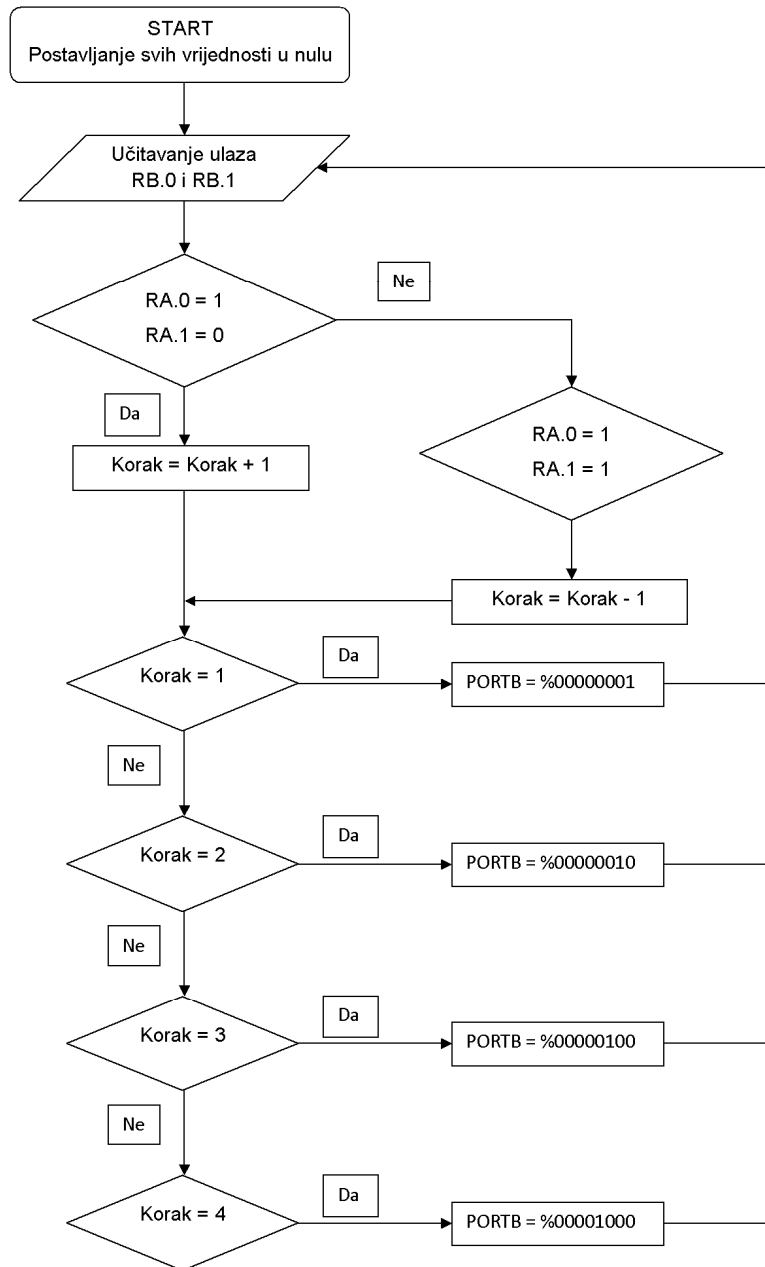 START
Postavljanje svih vrijednosti u nulu
Učitavanje ulaza
RB.0 i RB.1
RA.0 = 1
RA.1 = 0
Ne
Da
Korak = Korak + 1
RA.0 = 1
RA.1 = 1
Korak = Korak - 1
Korak = 1
Da
PORTB = %00000001
Ne
Korak = 2
Da
PORTB = %00000010
Ne
Korak = 3
Da
PORTB = %00000100
Ne
Korak = 4
Da
PORTB = %00001000